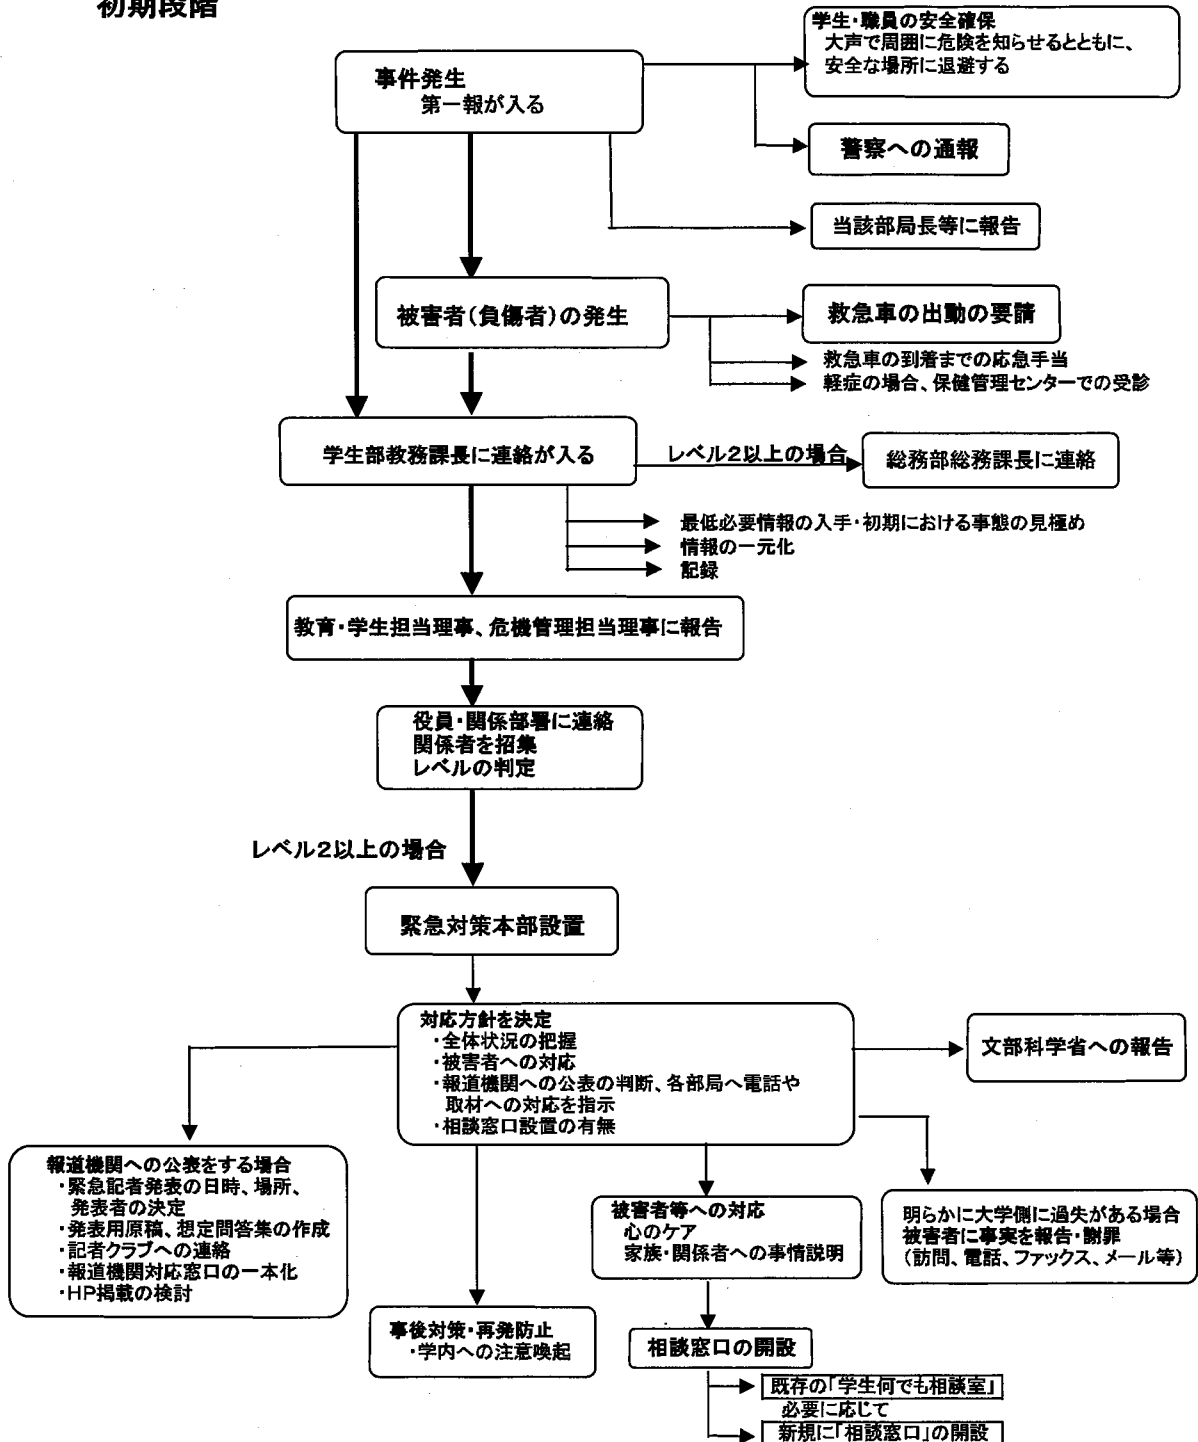 初期段階
学生・職員の安全確保
大声で周囲に危険を知らせるとともに、
安全な場所に退避する
事件発生
第一報が入る
警察への通報
当該部局長等に報告
被害者(負傷者)の発生
救急車の出動の要請
救急車の到着までの応急手当
軽症の場合、保健管理センターでの受診
学生部教務課長に連絡が入る
レベル2以上の場合
総務部総務課長に連絡
最低必要情報の入手・初期における事態の見極め
情報の一元化
記録
教育・学生担当理事、危機管理担当理事に報告
役員・関係部署に連絡
関係者を招集
レベルの判定
レベル2以上の場合
緊急対策本部設置
対応方針を決定
・全体状況の把握
・被害者への対応
・報道機関への公表の判断、各部局へ電話や
取材への対応を指示
・相談窓口設置の有無
文部科学省への報告
報道機関への公表をする場合
・緊急記者発表の日時、場所、
発表者の決定
・発表用原稿、想定問答集の作成
・記者クラブへの連絡
・報道機関対応窓口の一本化
・HP掲載の検討
事後対策・再発防止
・学内への注意喚起
被害者等への対応
心のケア
家族・関係者への事情説明
明らかに大学側に過失がある場合
被害者に事実を報告・謝罪
(訪問、電話、ファックス、メール等)
相談窓口の開設
既存の「学生何でも相談室」
必要に応じて
新規に「相談窓口」の開設